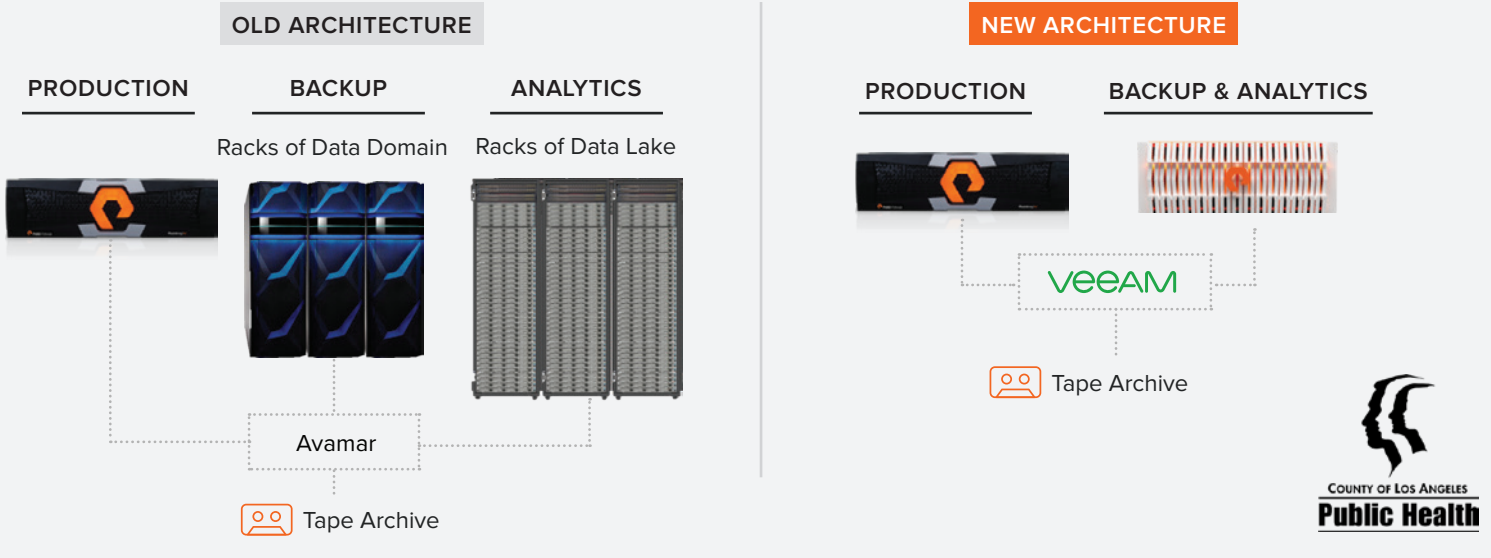 OLD ARCHITECTURE
PRODUCTION
BACKUP
ANALYTICS
Racks of Data Domain
Racks of Data Lake
Avamar
Tape Archive
NEW ARCHITECTURE
PRODUCTION
BACKUP & ANALYTICS
veeAM
Tape Archive
COUNTY OF LOS ANGELES
Public Health